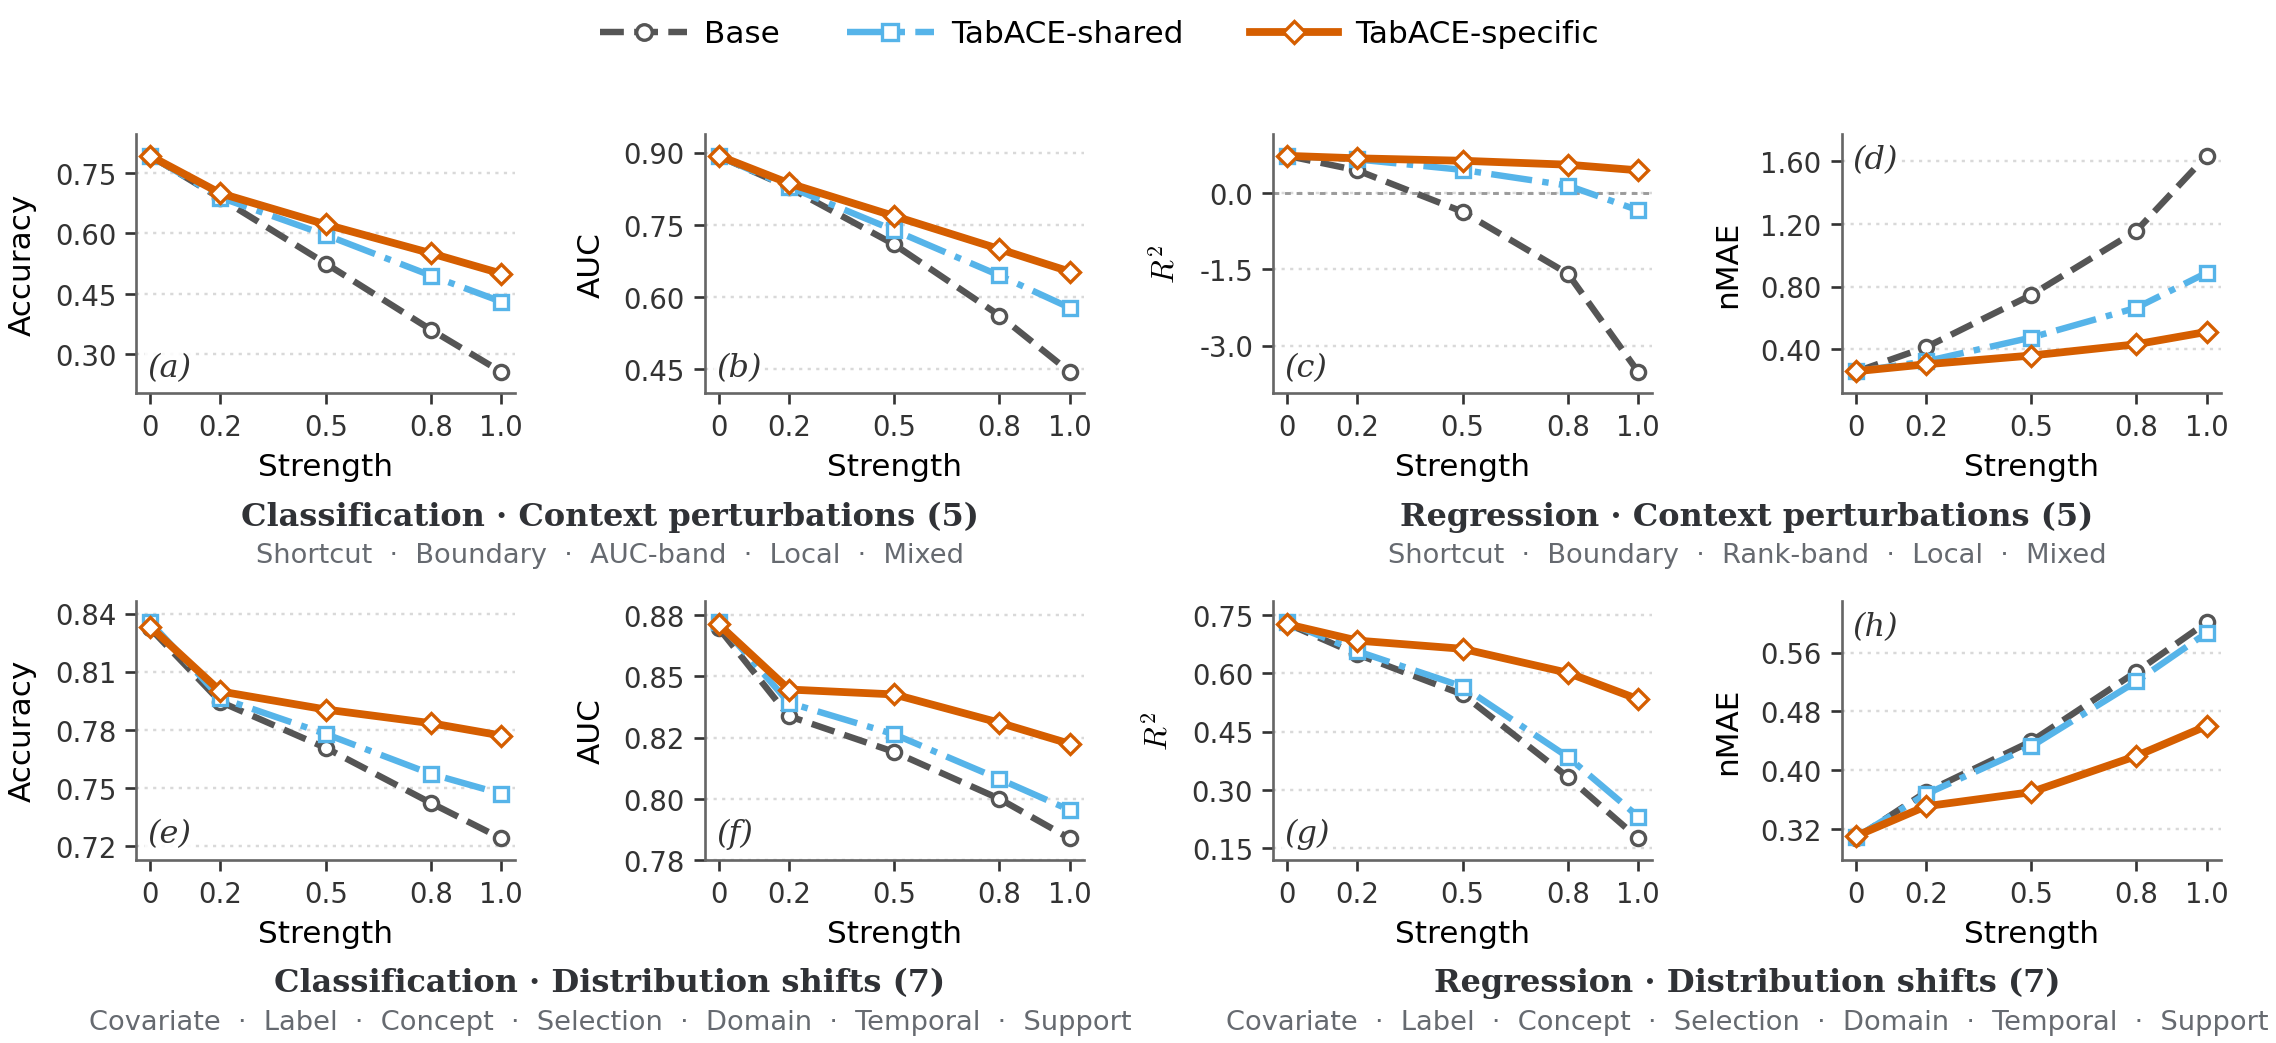 Base TabACE-shared TabACE-specific
Accuracy
0.75
0.60
0.45
0.30
(a)
0 0.2 0.5 0.8 1.0
Strength
AUC
0.90
0.75
0.60
0.45
(b)
0 0.2 0.5 0.8 1.0
Strength
R²
0.0
-1.5
-3.0
(c)
0 0.2 0.5 0.8 1.0
Strength
nMAE
1.60
1.20
0.80
0.40
(d)
0 0.2 0.5 0.8 1.0
Strength
Classification · Context perturbations (5)
Shortcut · Boundary · AUC-band · Local · Mixed
Regression · Context perturbations (5)
Shortcut · Boundary · Rank-band · Local · Mixed
Accuracy
0.84
0.81
0.78
0.75
0.72
(e)
0 0.2 0.5 0.8 1.0
Strength
AUC
0.88
0.85
0.82
0.80
0.78
(f)
0 0.2 0.5 0.8 1.0
Strength
R²
0.75
0.60
0.45
0.30
0.15
(g)
0 0.2 0.5 0.8 1.0
Strength
nMAE
0.56
0.48
0.40
0.32
(h)
0 0.2 0.5 0.8 1.0
Strength
Classification · Distribution shifts (7)
Covariate · Label · Concept · Selection · Domain · Temporal · Support
Regression · Distribution shifts (7)
Covariate · Label · Concept · Selection · Domain · Temporal · Support